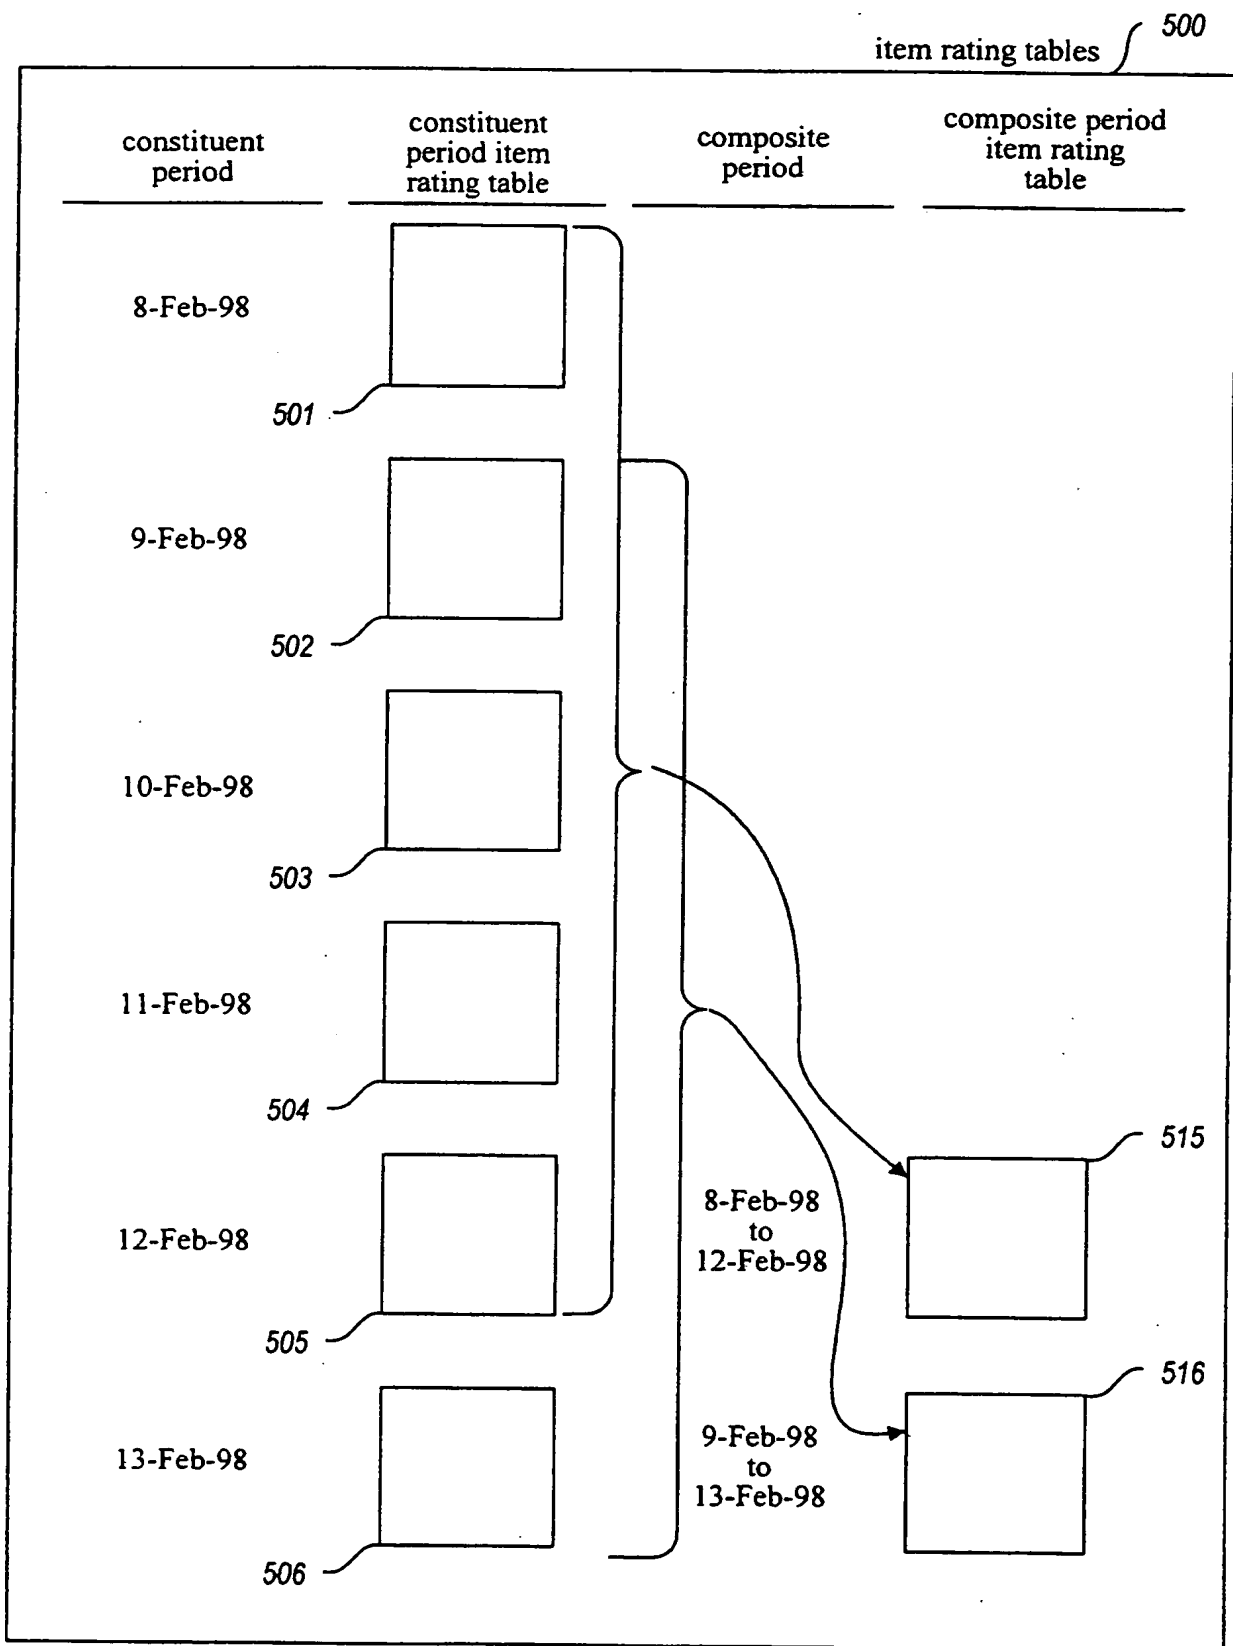 500
item rating tables
constituent
period
constituent
period item
rating table
composite
period
composite period
item rating
table
8-Feb-98
501
9-Feb-98
502
10-Feb-98
503
11-Feb-98
504
515
12-Feb-98
8-Feb-98
to
12-Feb-98
505
516
13-Feb-98
9-Feb-98
to
13-Feb-98
506